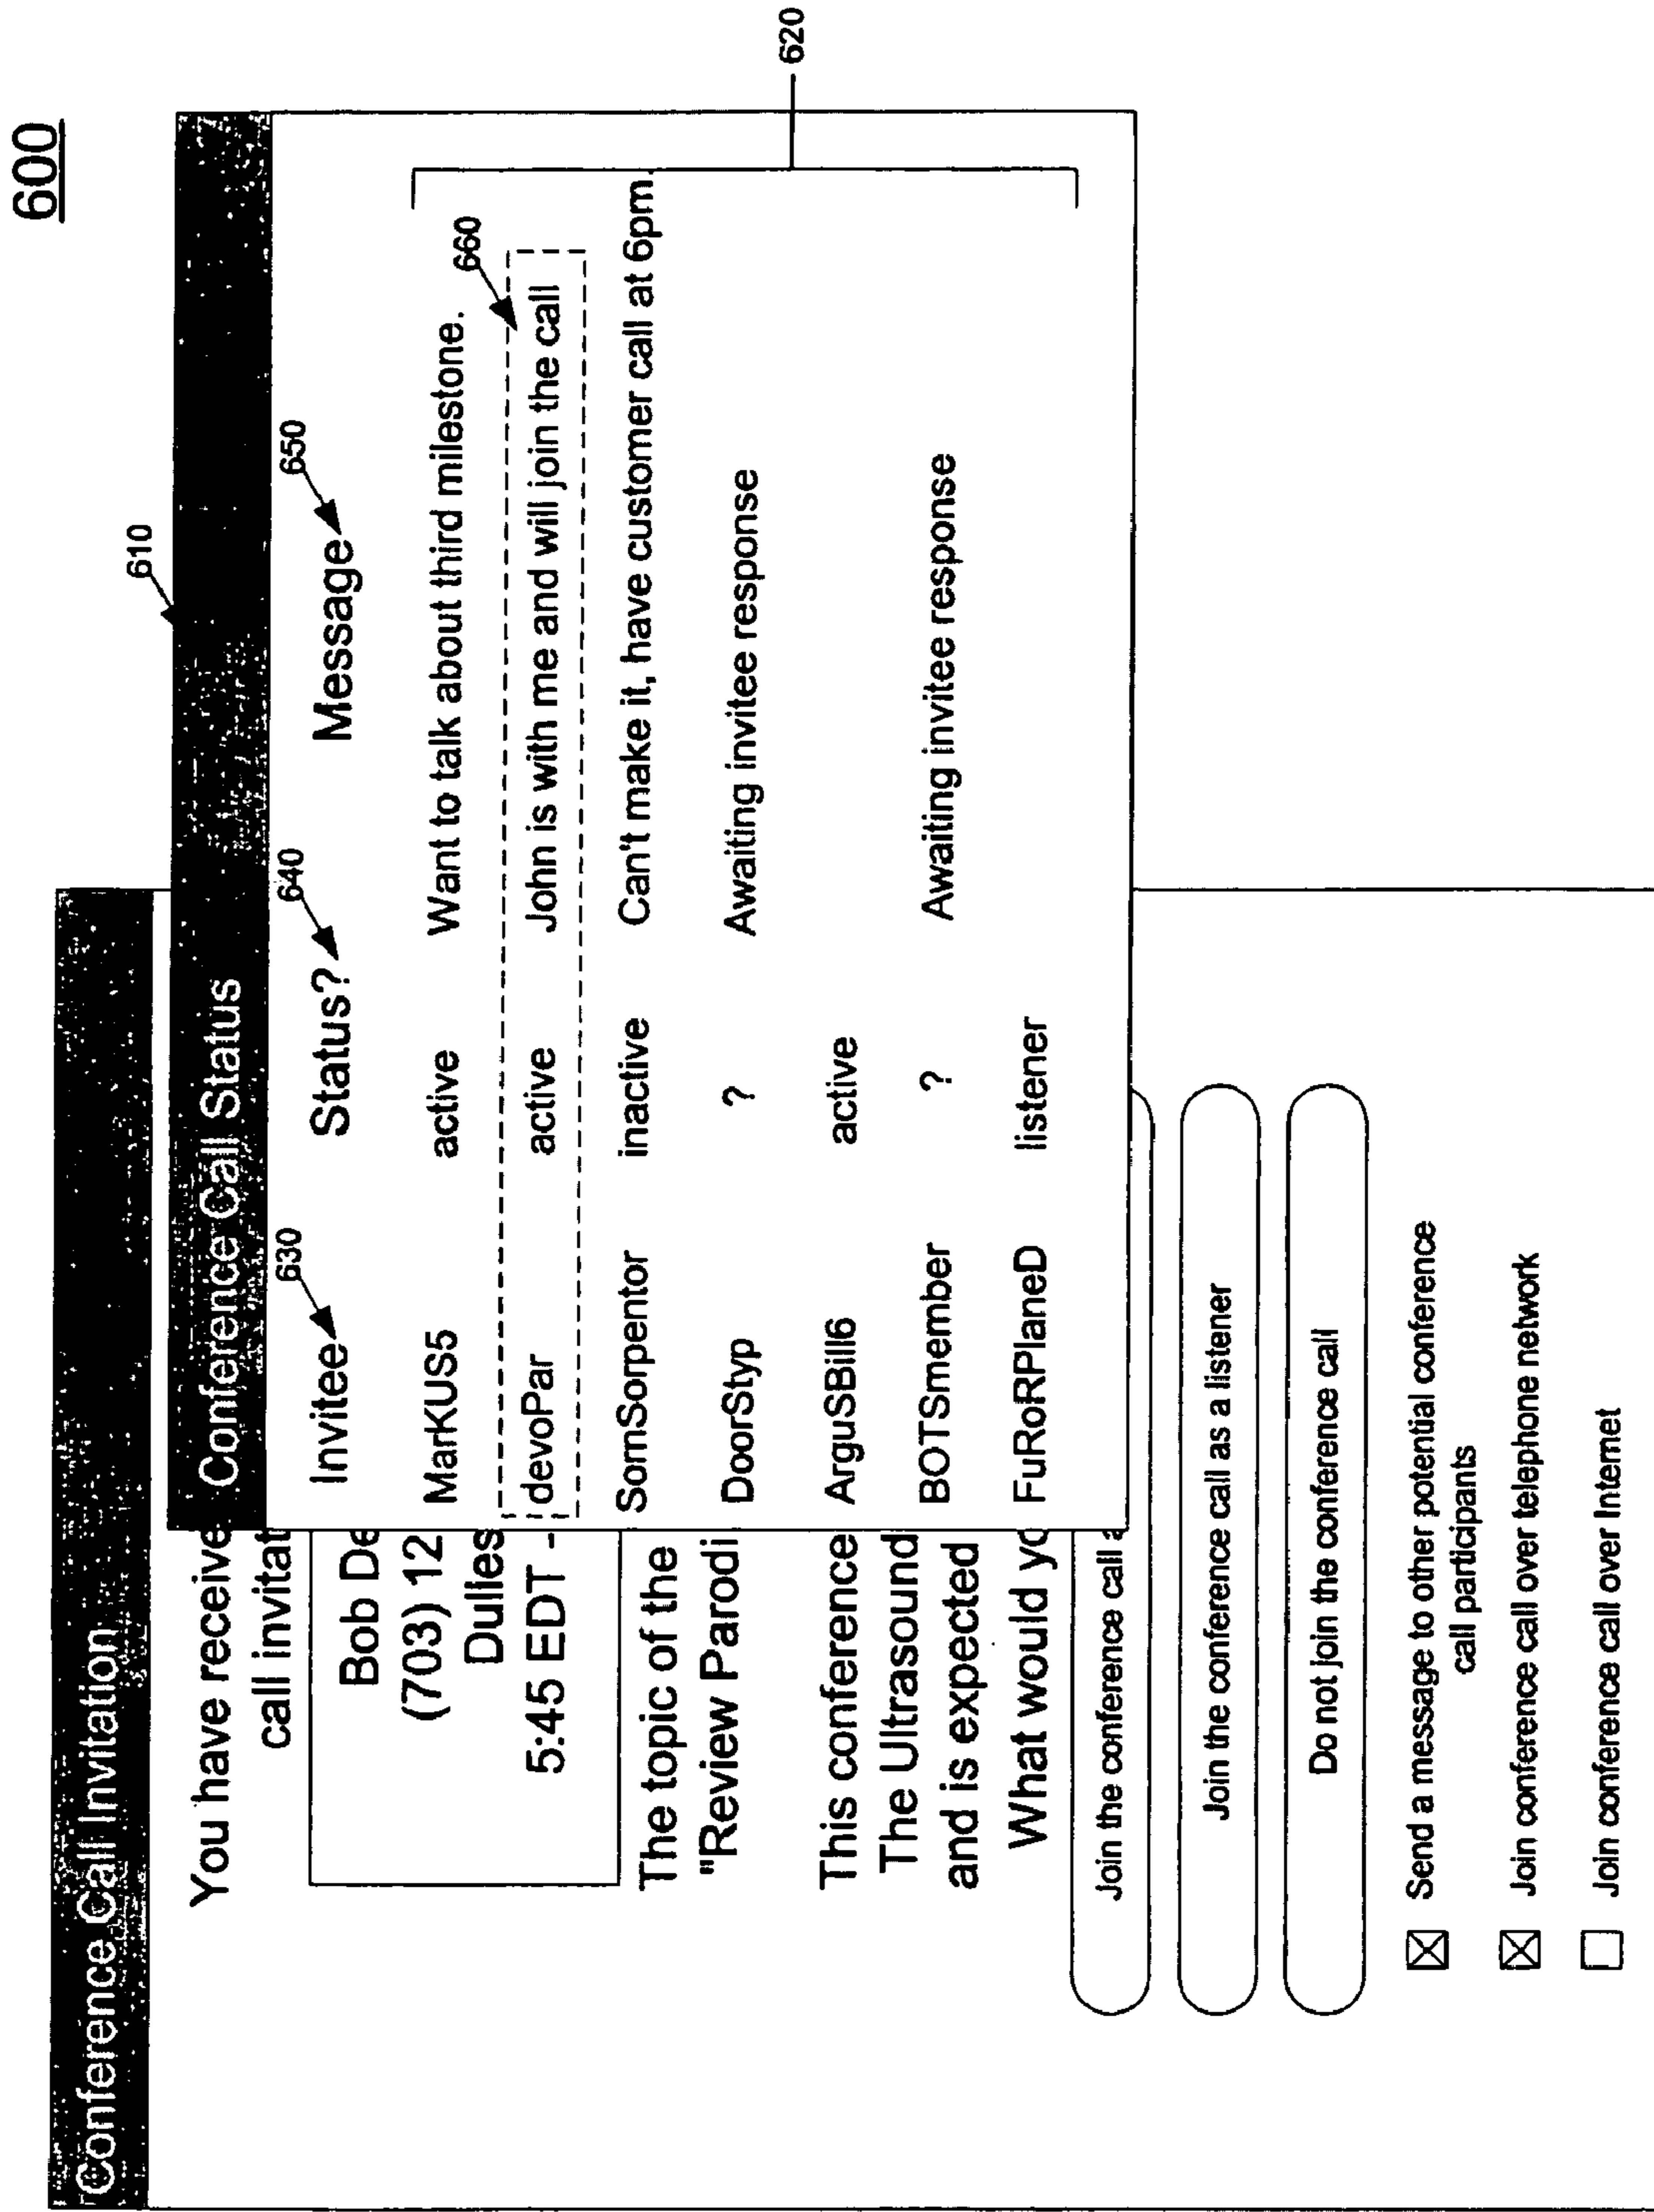 600
Conference Call Invitation
You have receive
call invitat
Bob De
(703) 12
Dulles
5:45 EDT -
The topic of the
"Review Parodi
This conference
The Ultrasound
and is expected
What would yo
Join the conference call a
Join the conference call as a listener
Do not join the conference call
Send a message to other potential conference
call participants
Join conference call over telephone network
Join conference call over Internet
610
Conference Call Status
630 640 650
Invitee Status? Message
MarKUS5 active Want to talk about third milestone.
660
devoPar active John is with me and will join the call
SornSorpentor inactive Can't make it, have customer call at 6pm.
DoorStyp ? Awaiting invitee response
ArguSBill6 active
BOTSmember ? Awaiting invitee response
FuRoRPlaneD listener
620